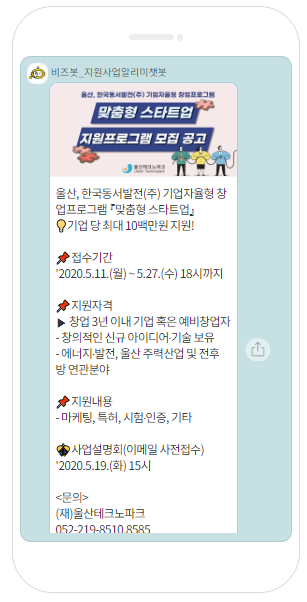 비즈봇_지원사업알리미챗봇
울산, 한국동서발전(주) 기업자율형 창업프로그램
맞춤형 스타트업
지원프로그램 모집 공고
울산테크노파크
울산, 한국동서발전(주) 기업자율형 창
업프로그램 『맞춤형 스타트업』
💡기업 당 최대 10백만원 지원!
📌접수기간
'2020.5.11.(월) ~ 5.27.(수) 18시까지
📌지원자격
▶ 창업 3년 이내 기업 혹은 예비창업자
- 창의적인 신규 아이디어·기술 보유
- 에너지·발전, 울산 주력산업 및 전후
방 연관분야
📌지원내용
- 마케팅, 특허, 시험·인증, 기타
사업설명회(이메일 사전접수)
'2020.5.19.(화) 15시
<문의>
(재)울산테크노파크
052-219-8510,8585